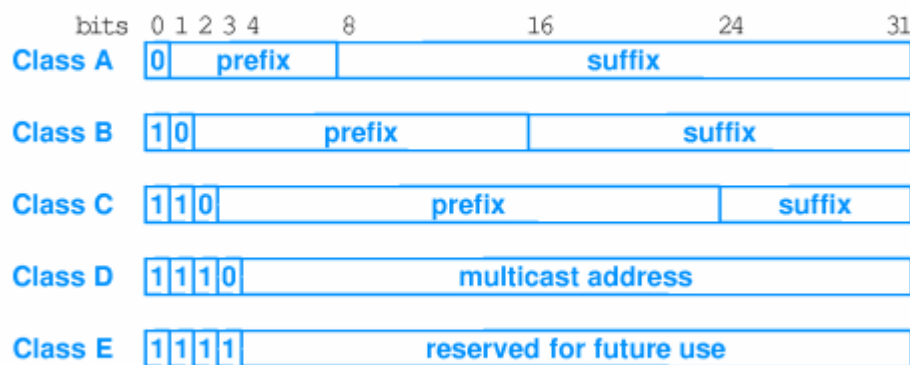 bits 0 1 2 3 4 8 16 24 31
Class A 0 prefix suffix
Class B 1 0 prefix suffix
Class C 1 1 0 prefix suffix
Class D 1 1 1 0 multicast address
Class E 1 1 1 1 reserved for future use